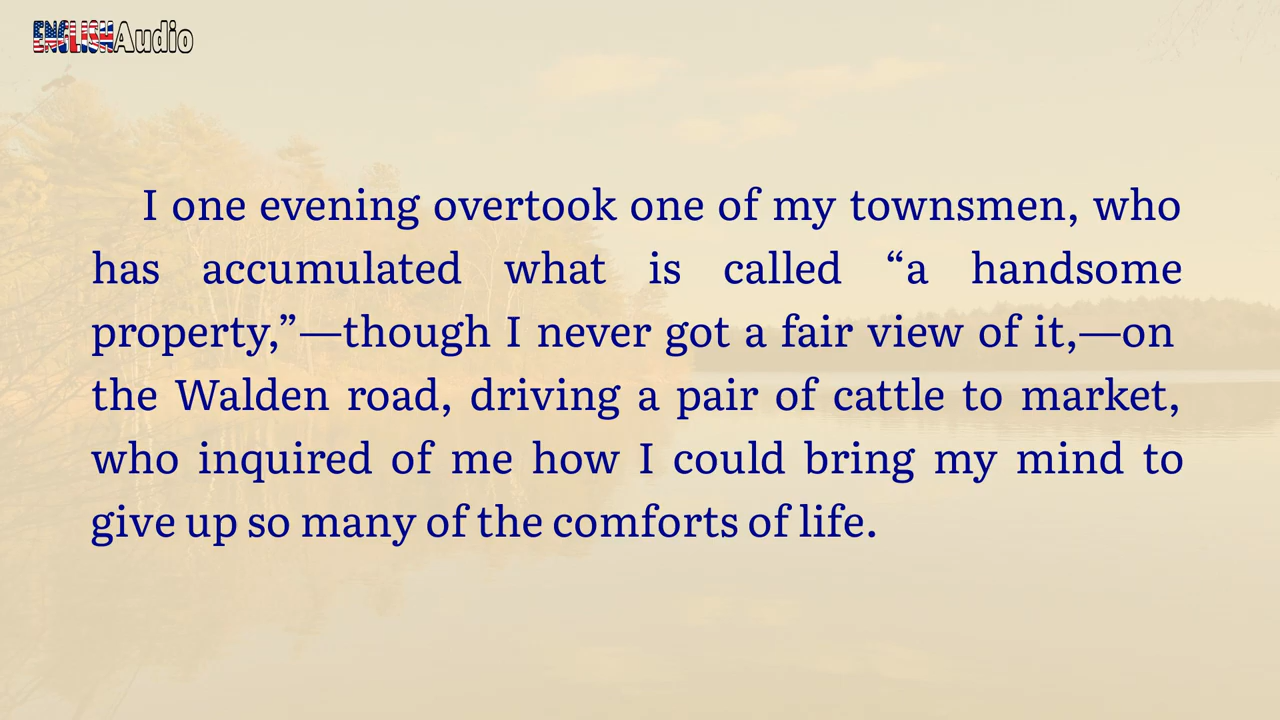 ENGLISHAudio
I one evening overtook one of my townsmen, who
has accumulated what is called “a handsome
property,”—though I never got a fair view of it,—on
the Walden road, driving a pair of cattle to market,
who inquired of me how I could bring my mind to
give up so many of the comforts of life.